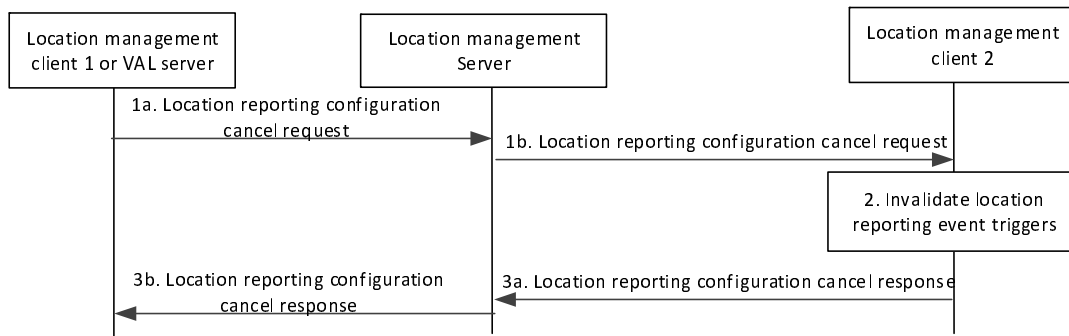 Location management
client 1 or VAL server
Location management
Server
Location management
client 2
1a. Location reporting configuration
cancel request
1b. Location reporting configuration cancel request
2. Invalidate location
reporting event triggers
3a. Location reporting configuration cancel response
3b. Location reporting configuration
cancel response